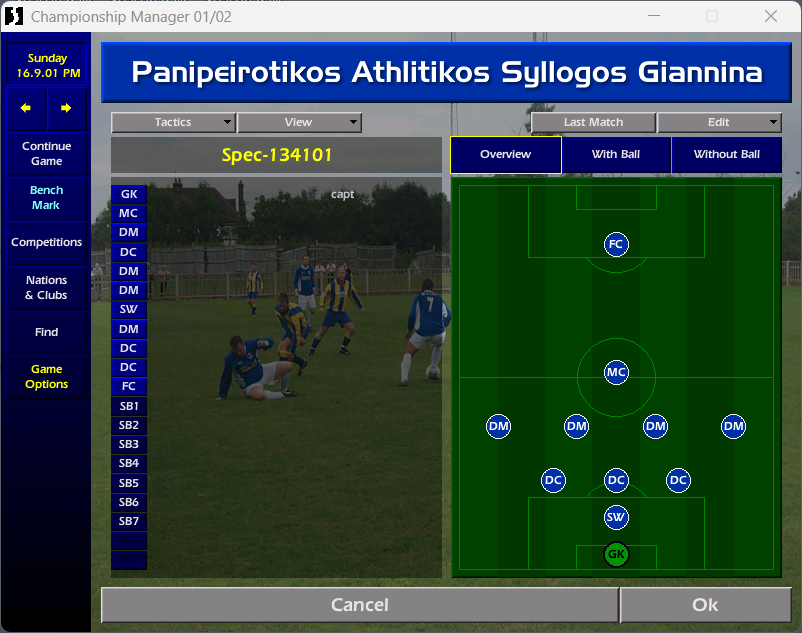 Championship Manager 01/02
Sunday
16.9.01 PM
Panipeirotikos Athlitikos Syllogos Giannina
Continue
Game
Bench
Mark
Competitions
Nations
& Clubs
Find
Game
Options
Tactics
View
Last Match
Edit
Spec-134101
Overview
With Ball
Without Ball
GK capt
MC
DM
DC
DM
DM
SW
DM
DC
DC
FC
SB1
SB2
SB3
SB4
SB5
SB6
SB7
FC
MC
DM DM DM DM
DC DC DC
SW
GK
7
Cancel
Ok